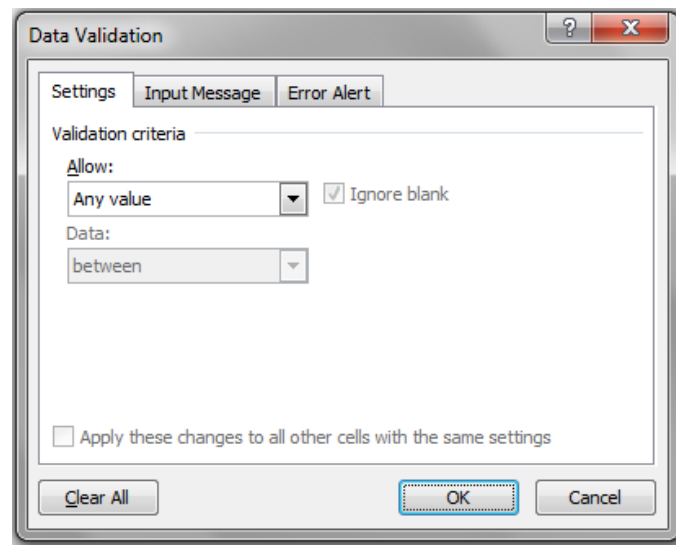 Data Validation
Settings Input Message Error Alert
Validation criteria
Allow:
Any value Ignore blank
Data:
between
Apply these changes to all other cells with the same settings
Clear All OK Cancel